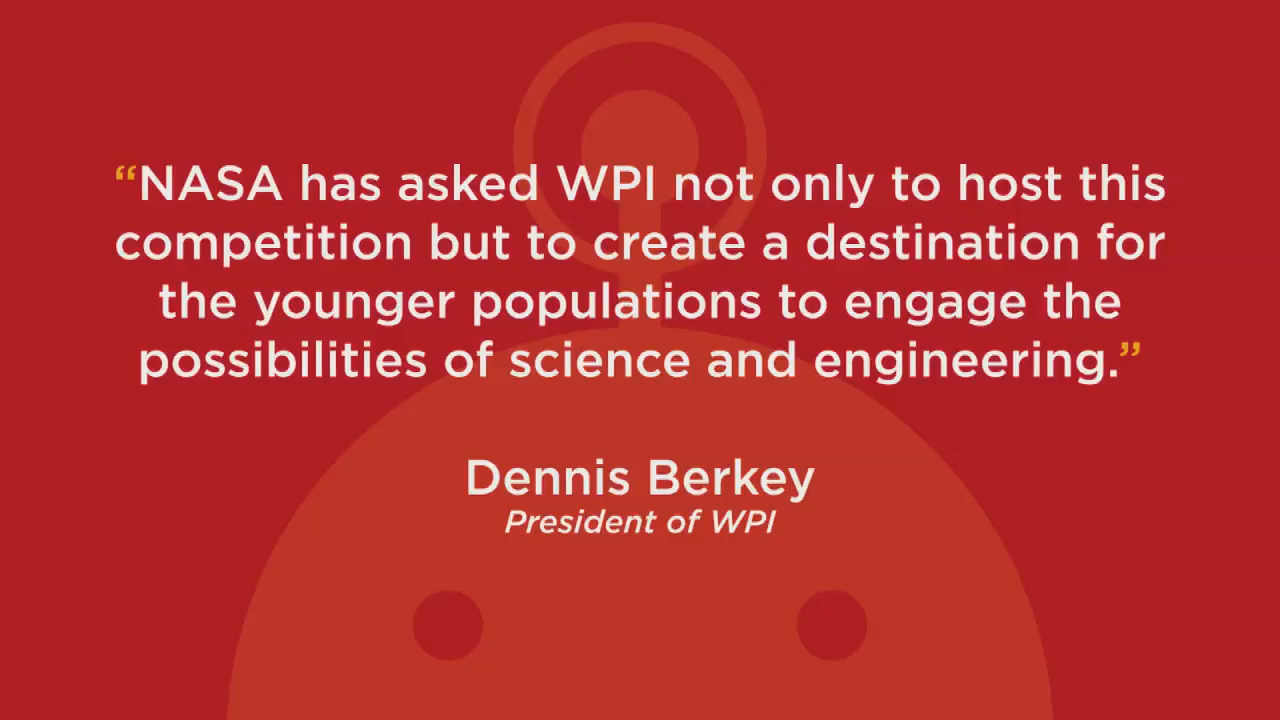 “NASA has asked WPI not only to host this
competition but to create a destination for
the younger populations to engage the
possibilities of science and engineering.”
Dennis Berkey
President of WPI